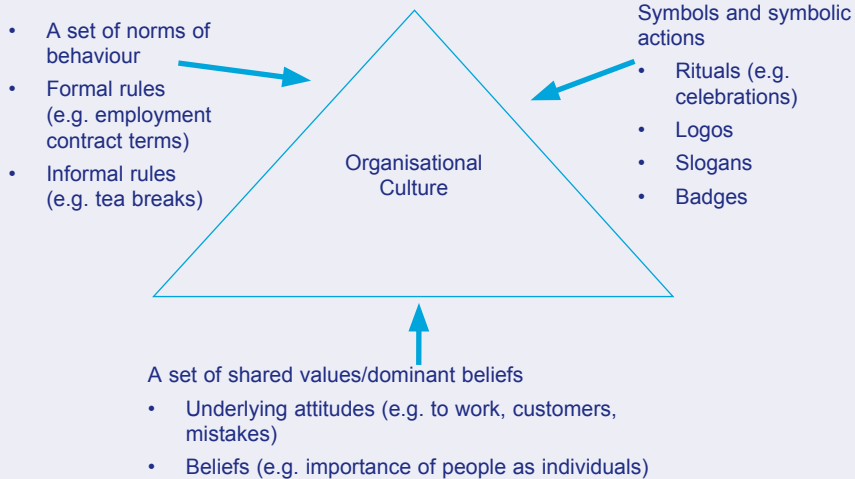 • A set of norms of
behaviour
• Formal rules
(e.g. employment
contract terms)
• Informal rules
(e.g. tea breaks)
Symbols and symbolic
actions
• Rituals (e.g.
celebrations)
• Logos
• Slogans
• Badges
Organisational
Culture
A set of shared values/dominant beliefs
• Underlying attitudes (e.g. to work, customers,
mistakes)
• Beliefs (e.g. importance of people as individuals)